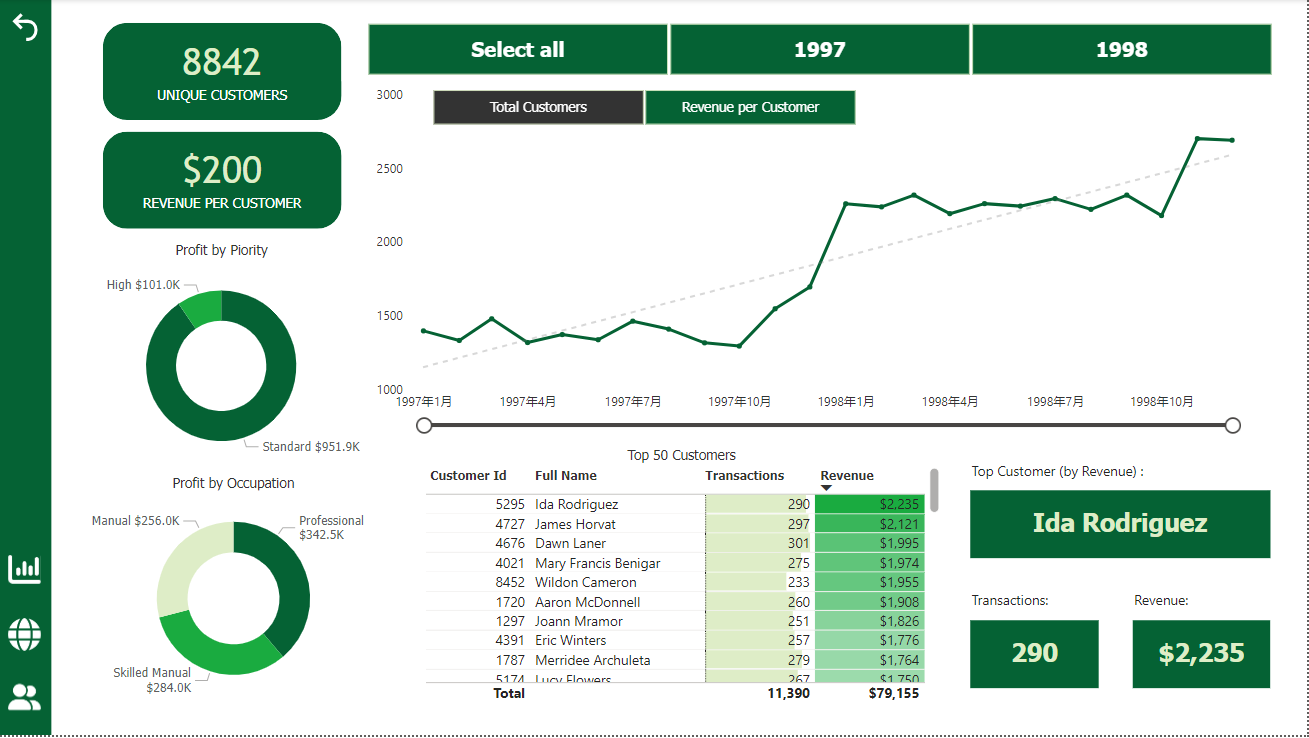 8842
UNIQUE CUSTOMERS
$200
REVENUE PER CUSTOMER
Profit by Piority
High $101.0K
Standard $951.9K
Profit by Occupation
Manual $256.0K
Professional
$342.5K
Skilled Manual
$284.0K
Select all 1997 1998
Total Customers Revenue per Customer
3000
2500
2000
1500
1000
1997年1月 1997年4月 1997年7月 1997年10月 1998年1月 1998年4月 1998年7月 1998年10月
Top 50 Customers
Customer Id Full Name Transactions Revenue
5295 Ida Rodriguez 290 $2,235
4727 James Horvat 297 $2,121
4676 Dawn Laner 301 $1,995
4021 Mary Francis Benigar 275 $1,974
8452 Wildon Cameron 233 $1,955
1720 Aaron McDonnell 260 $1,908
1297 Joann Mramor 251 $1,826
4391 Eric Winters 257 $1,776
1787 Merridee Archuleta 279 $1,764
5174 Lucy Flowers 267 $1,750
Total 11,390 $79,155
Top Customer (by Revenue) :
Ida Rodriguez
Transactions: Revenue:
290 $2,235